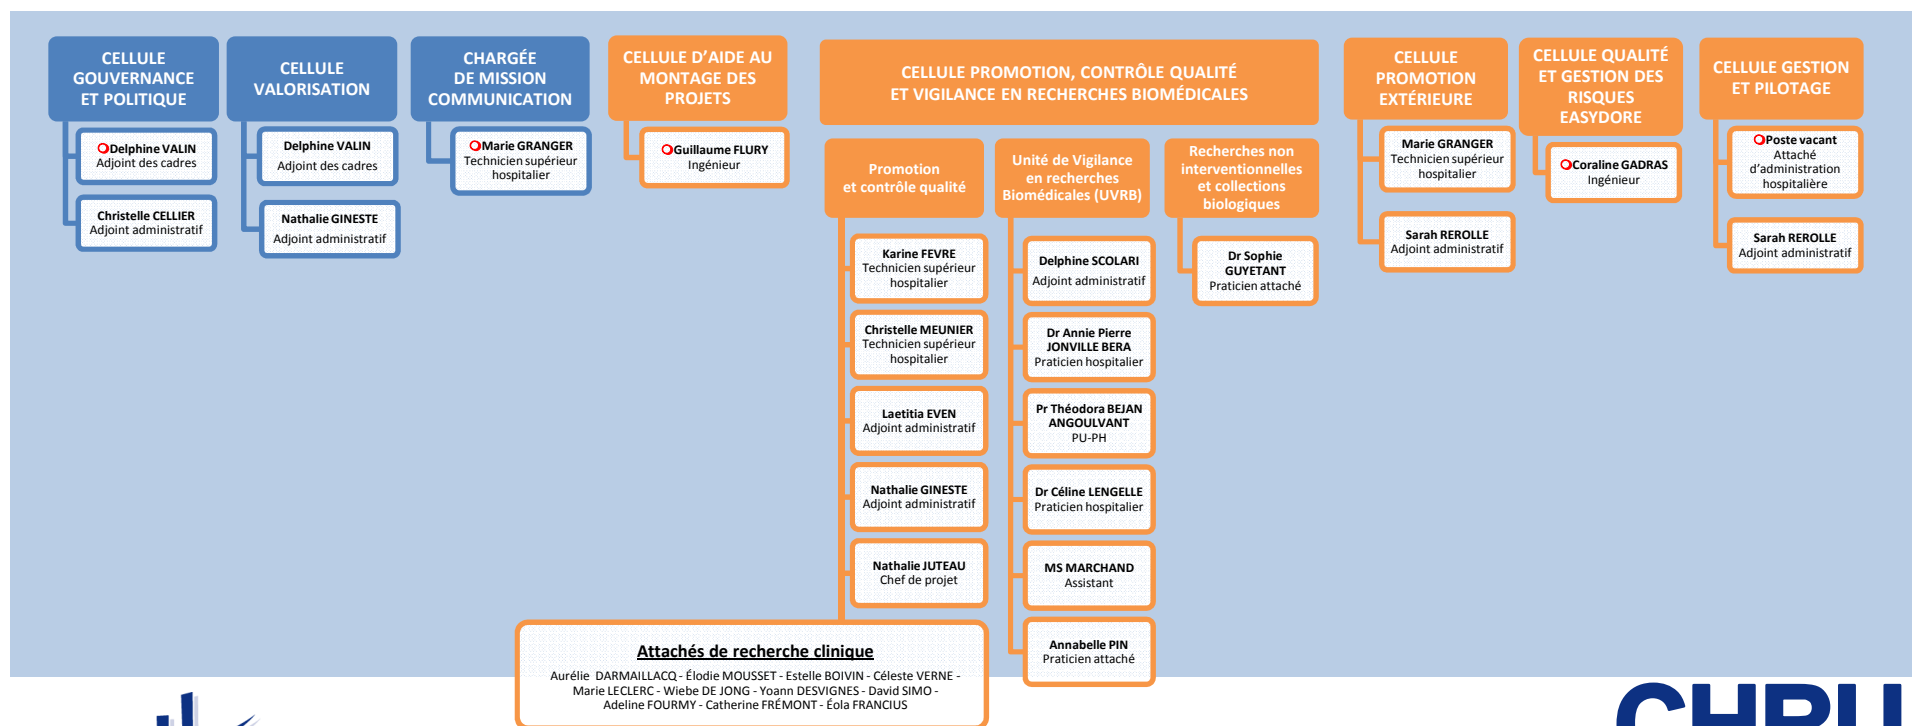 CELLULE
GOUVERNANCE
ET POLITIQUE
Delphine VALIN
Adjoint des cadres
Christelle CELLIER
Adjoint administratif
CELLULE
VALORISATION
Delphine VALIN
Adjoint des cadres
Nathalie GINESTE
Adjoint administratif
CHARGÉE
DE MISSION
COMMUNICATION
Marie GRANGER
Technicien supérieur
hospitalier
CELLULE D’AIDE AU
MONTAGE DES
PROJETS
Guillaume FLURY
Ingénieur
CELLULE PROMOTION, CONTRÔLE QUALITÉ
ET VIGILANCE EN RECHERCHES BIOMÉDICALES
Promotion
et contrôle qualité
Karine FEVRE
Technicien supérieur
hospitalier
Christelle MEUNIER
Technicien supérieur
hospitalier
Laetitia EVEN
Adjoint administratif
Nathalie GINESTE
Adjoint administratif
Nathalie JUTEAU
Chef de projet
Attachés de recherche clinique
Aurélie DARMAILLACQ - Élodie MOUSSET - Estelle BOIVIN - Céleste VERNE -
Marie LECLERC - Wiebe DE JONG - Yoann DESVIGNES - David SIMO -
Adeline FOURMY - Catherine FRÉMONT - Éola FRANCIUS
Unité de Vigilance
en recherches
Biomédicales (UVRB)
Delphine SCOLARI
Adjoint administratif
Dr Annie Pierre
JONVILLE BERA
Praticien hospitalier
Pr Théodora BEJAN
ANGOULVANT
PU-PH
Dr Céline LENGELLE
Praticien hospitalier
MS MARCHAND
Assistant
Annabelle PIN
Praticien attaché
Recherches non
interventionnelles
et collections
biologiques
Dr Sophie
GUYETANT
Praticien attaché
CELLULE
PROMOTION
EXTÉRIEURE
Marie GRANGER
Technicien supérieur
hospitalier
Sarah REROLLE
Adjoint administratif
CELLULE QUALITÉ
ET GESTION DES
RISQUES
EASYDORE
Coraline GADRAS
Ingénieur
CELLULE GESTION
ET PILOTAGE
Poste vacant
Attaché
d’administration
hospitalière
Sarah REROLLE
Adjoint administratif
CHRU